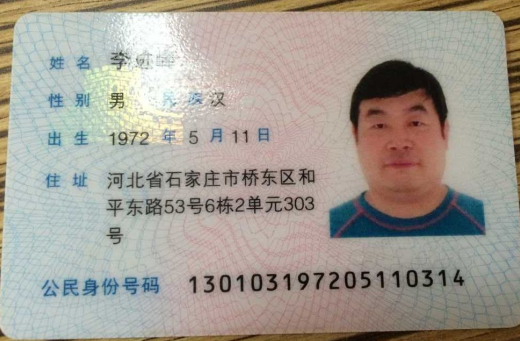 姓名 李
性别 男 民族 汉
出生 1972 年 5 月 11 日
住址 河北省石家庄市桥东区和
平东路53号6栋2单元303
号
公民身份号码 130103197205110314